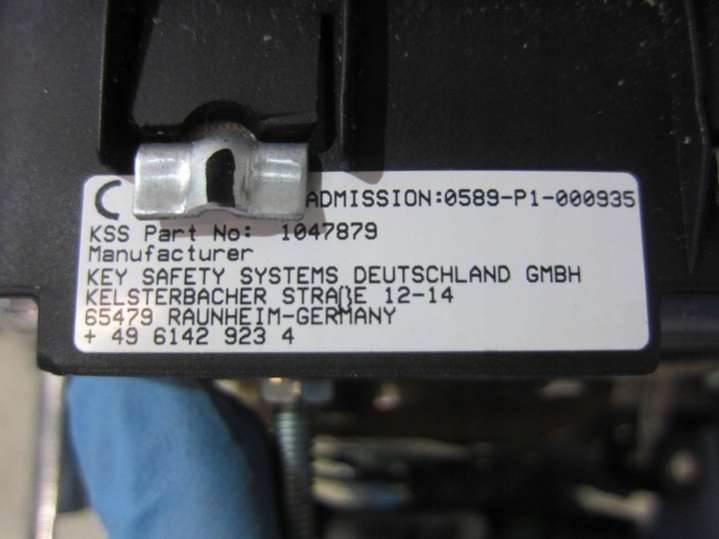 C ADMISSION:0589-P1-000935
KSS Part No: 1047879
Manufacturer
KEY SAFETY SYSTEMS DEUTSCHLAND GMBH
KELSTERBACHER STRAßE 12-14
65479 RAUNHEIM-GERMANY
+ 49 6142 923 4